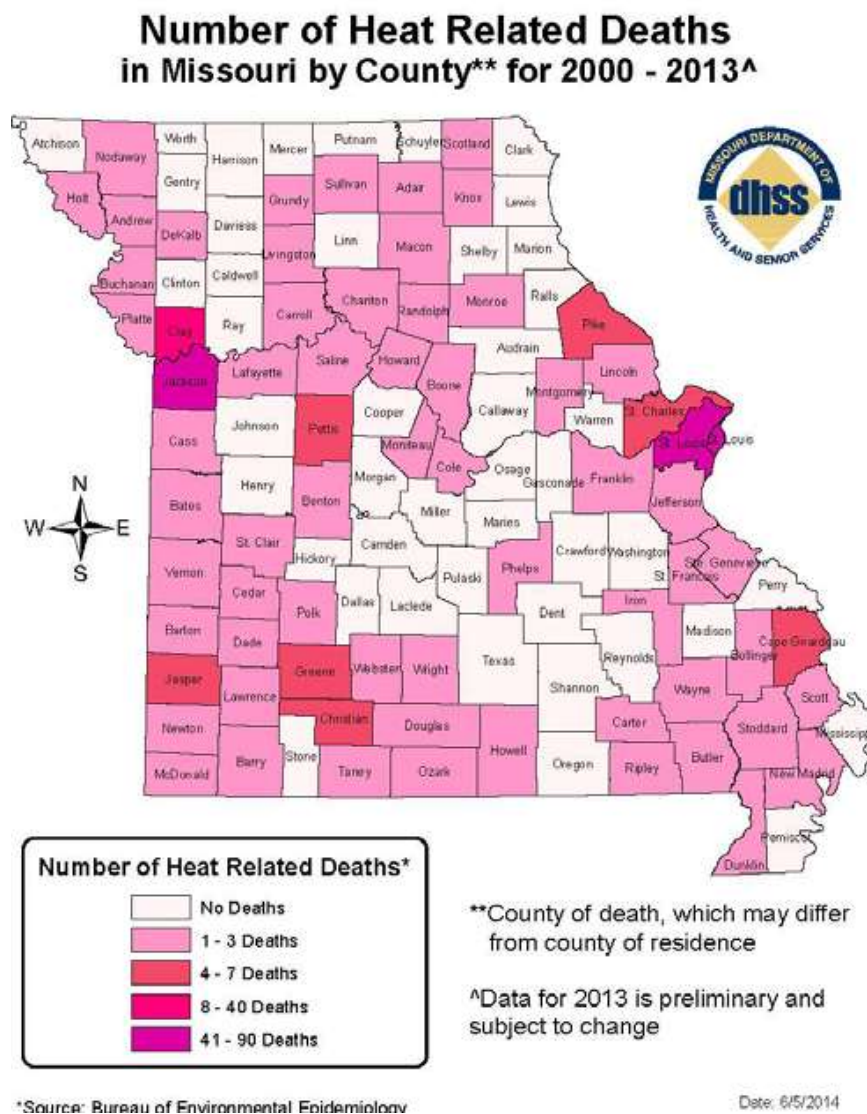 Number of Heat Related Deaths
in Missouri by County** for 2000 - 2013^
MISSOURI DEPARTMENT OF
dhss
HEALTH AND SENIOR SERVICES
Atchison
Nodaway
Worth
Harrison
Mercer
Putnam
Schuyler
Scotland
Clark
Gentry
Sullivan
Adair
Knox
Lewis
Holt
Grundy
Andrew
DeKalb
Daviess
Linn
Macon
Shelby
Marion
Livingston
Buchanan
Clinton
Caldwell
Chariton
Randolph
Monroe
Ralls
Platte
Clay
Ray
Carroll
Pike
Audrain
Jackson
Lafayette
Saline
Howard
Boone
Callaway
Montgomery
Lincoln
Warren
St. Charles
St. Louis
St. Louis
Cass
Johnson
Pettis
Cooper
Moniteau
Cole
Osage
Gasconade
Franklin
Jefferson
Henry
Benton
Morgan
Miller
Maries
Bates
St. Clair
Hickory
Camden
Pulaski
Phelps
Crawford
Washington
St. Francois
Ste. Genevieve
Perry
Vernon
Cedar
Polk
Dallas
Laclede
Dent
Iron
Madison
Bollinger
Cape Girardeau
Barton
Dade
Webster
Wright
Texas
Reynolds
Shannon
Wayne
Jasper
Greene
Lawrence
Christian
Douglas
Howell
Carter
Scott
Stoddard
Mississippi
Newton
McDonald
Barry
Stone
Taney
Ozark
Oregon
Ripley
Butler
New Madrid
Dunklin
Pemiscot
N
W
E
S
Number of Heat Related Deaths*
No Deaths
1 - 3 Deaths
4 - 7 Deaths
8 - 40 Deaths
41 - 90 Deaths
**County of death, which may differ
from county of residence
^Data for 2013 is preliminary and
subject to change
*Source: Bureau of Environmental Epidemiology
Date: 6/5/2014